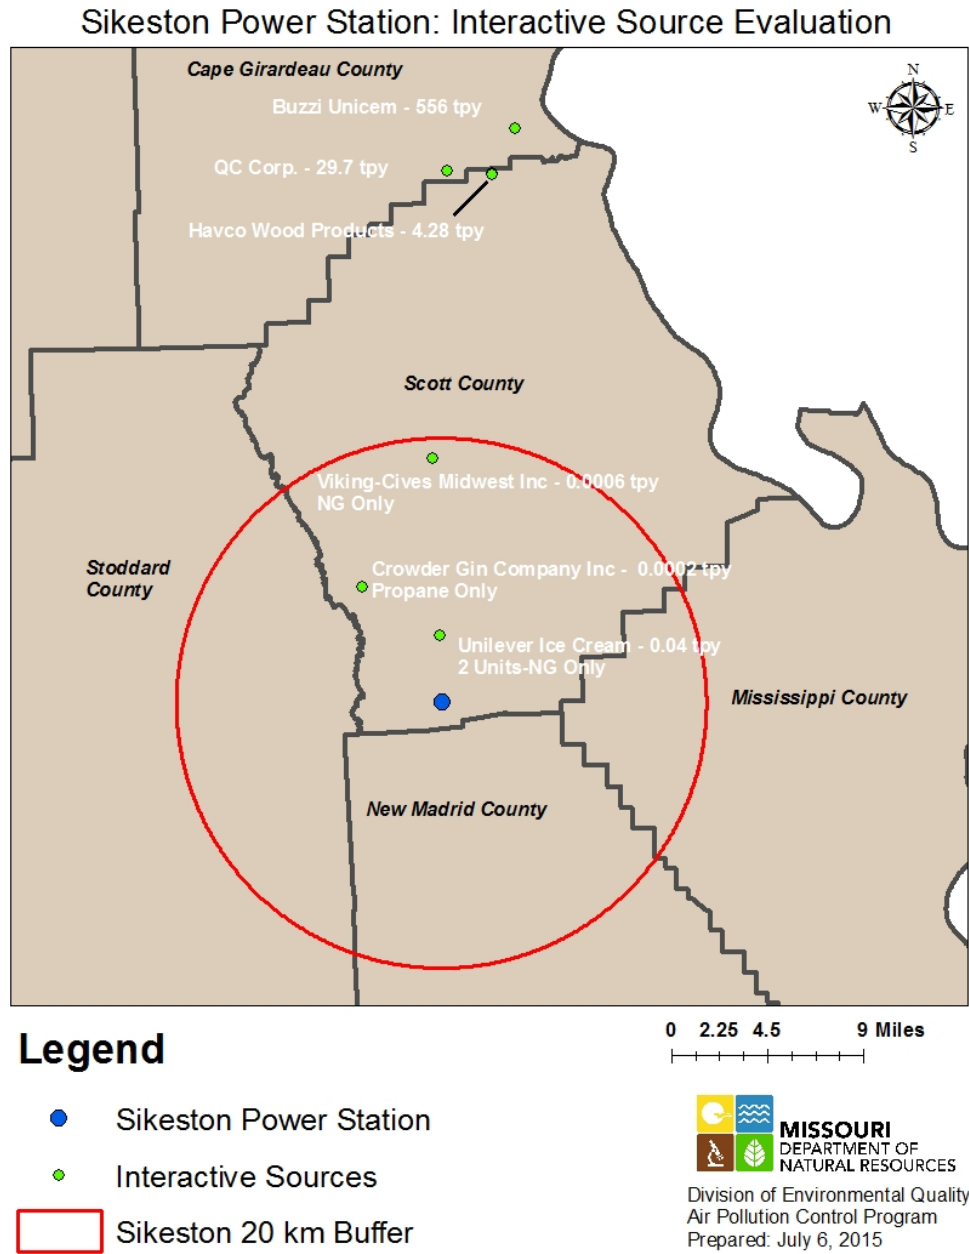 Sikeston Power Station: Interactive Source Evaluation
Cape Girardeau County
N
W
E
S
Buzzi Unicem - 556 tpy
QC Corp. - 29.7 tpy
Havco Wood Products - 4.28 tpy
Scott County
Viking-Cives Midwest Inc - 0.0006 tpy
NG Only
Stoddard
County
Crowder Gin Company Inc -  0.0002 tpy
Propane Only
Unilever Ice Cream - 0.04 tpy
2 Units-NG Only
Mississippi County
New Madrid County
0 2.25 4.5 9 Miles
Legend
Sikeston Power Station
Interactive Sources
Sikeston 20 km Buffer
MISSOURI
DEPARTMENT OF
NATURAL RESOURCES
Division of Environmental Quality
Air Pollution Control Program
Prepared: July 6, 2015